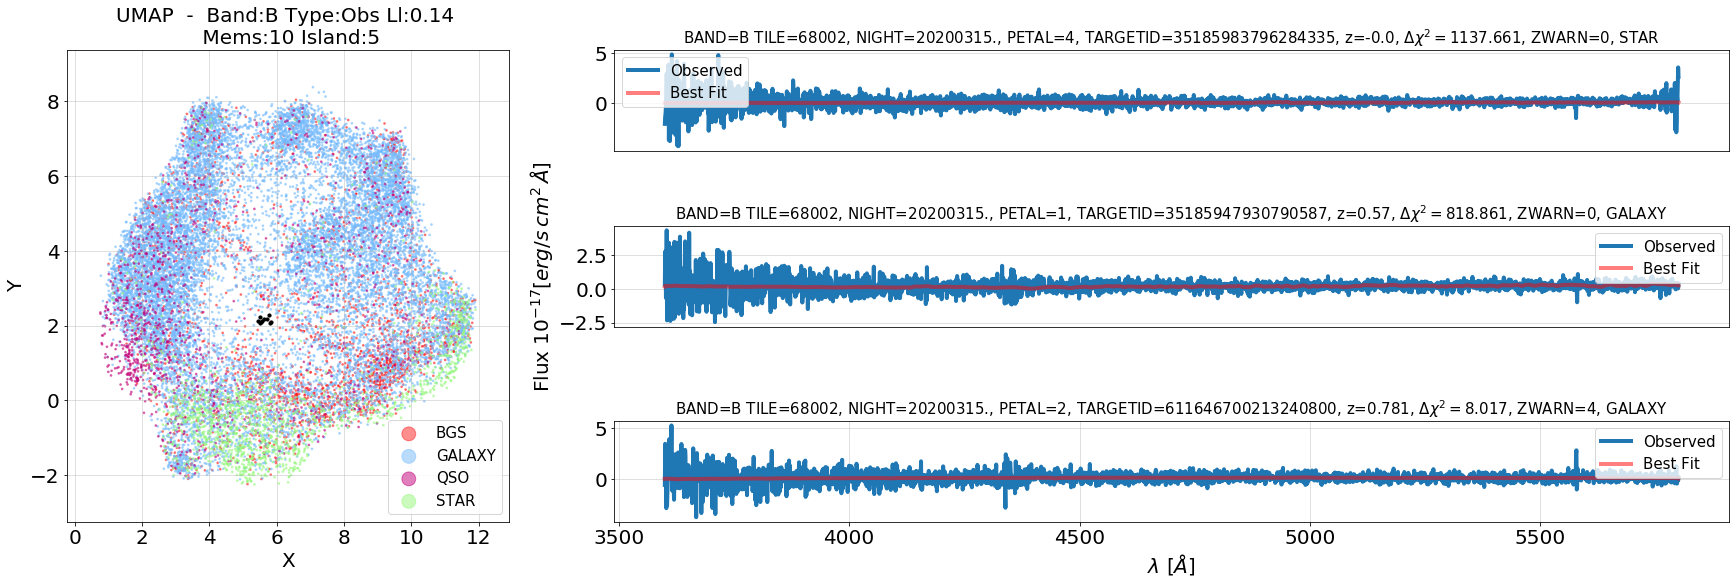 UMAP - Band:B Type:Obs Ll:0.14
Mems:10 Island:5
Y
8
6
4
2
0
−2
0 2 4 6 8 10 12
X
BGS
GALAXY
QSO
STAR
Flux 10⁻¹⁷[erg/s cm² Å]
BAND=B TILE=68002, NIGHT=20200315., PETAL=4, TARGETID=35185983796284335, z=-0.0, Δχ² = 1137.661, ZWARN=0, STAR
5
0
Observed
Best Fit
BAND=B TILE=68002, NIGHT=20200315., PETAL=1, TARGETID=35185947930790587, z=0.57, Δχ² = 818.861, ZWARN=0, GALAXY
2.5
0.0
−2.5
Observed
Best Fit
BAND=B TILE=68002, NIGHT=20200315., PETAL=2, TARGETID=611646700213240800, z=0.781, Δχ² = 8.017, ZWARN=4, GALAXY
5
0
Observed
Best Fit
3500 4000 4500 5000 5500
λ [Å]